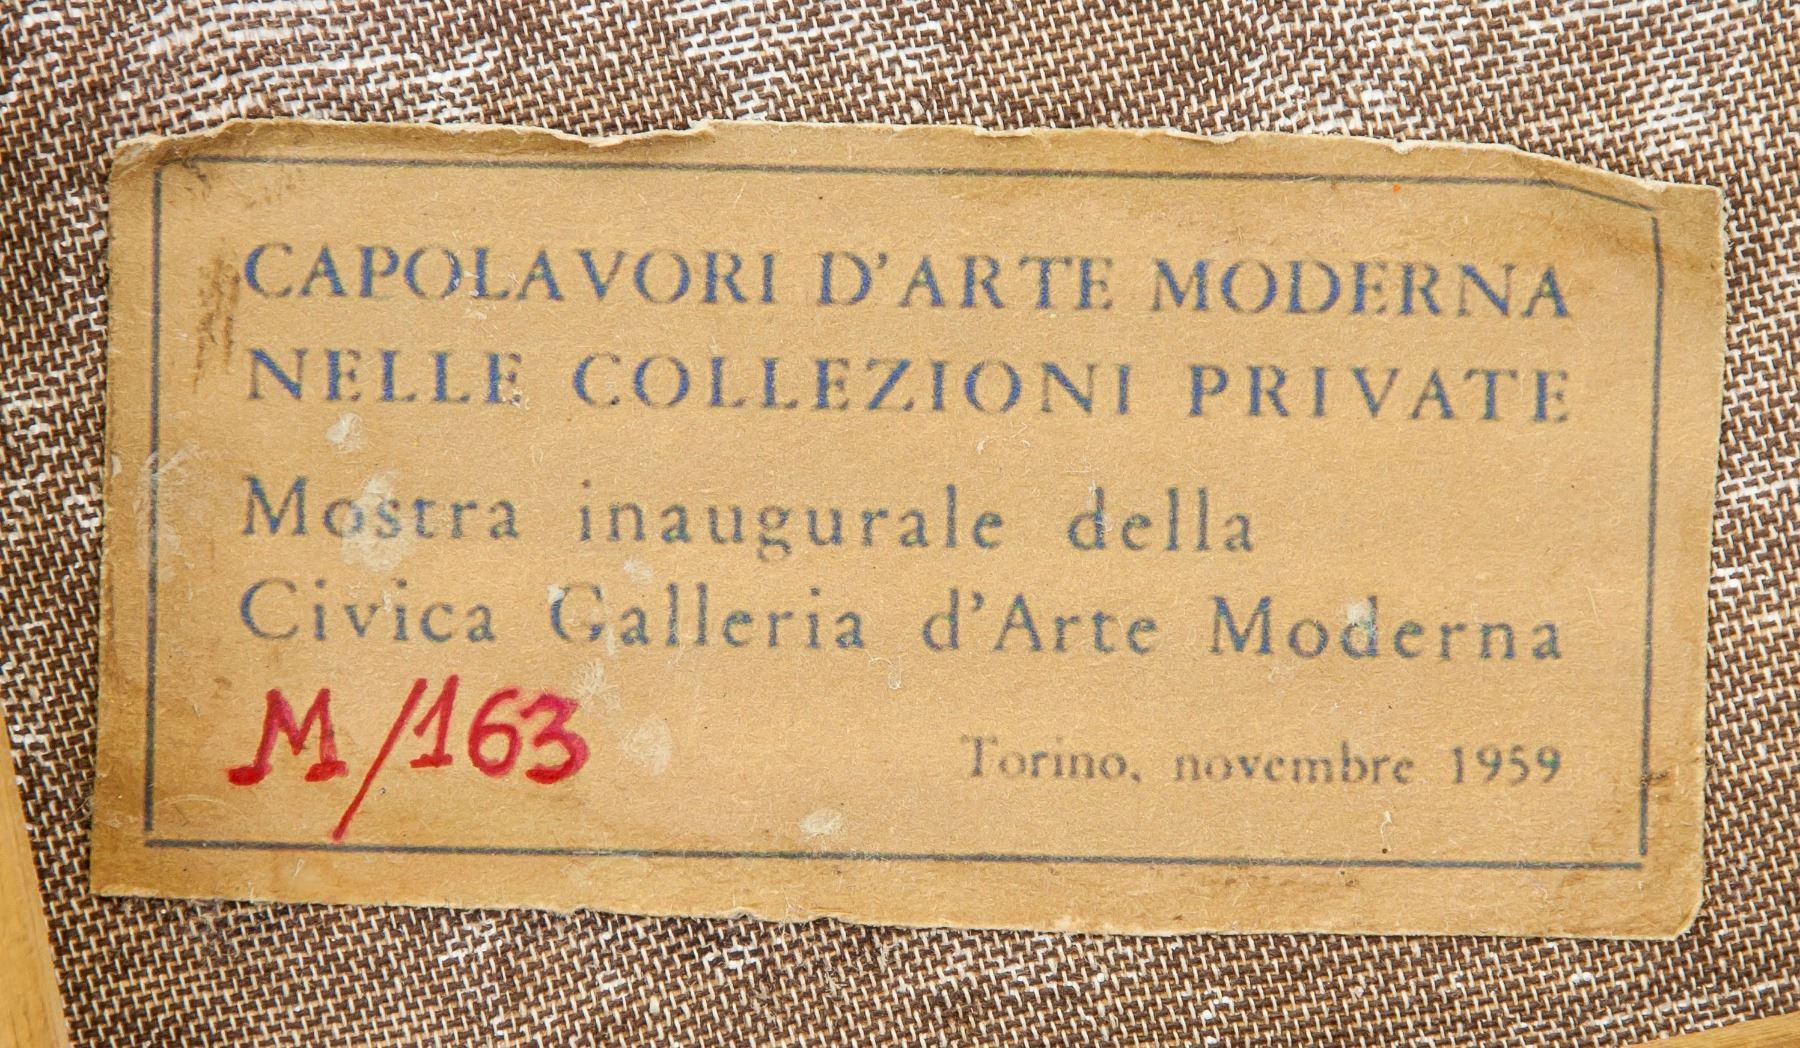 CAPOLAVORI D'ARTE MODERNA
NELLE COLLEZIONI PRIVATE
Mostra inaugurale della
Civica Galleria d'Arte Moderna
M/163
Torino, novembre 1959